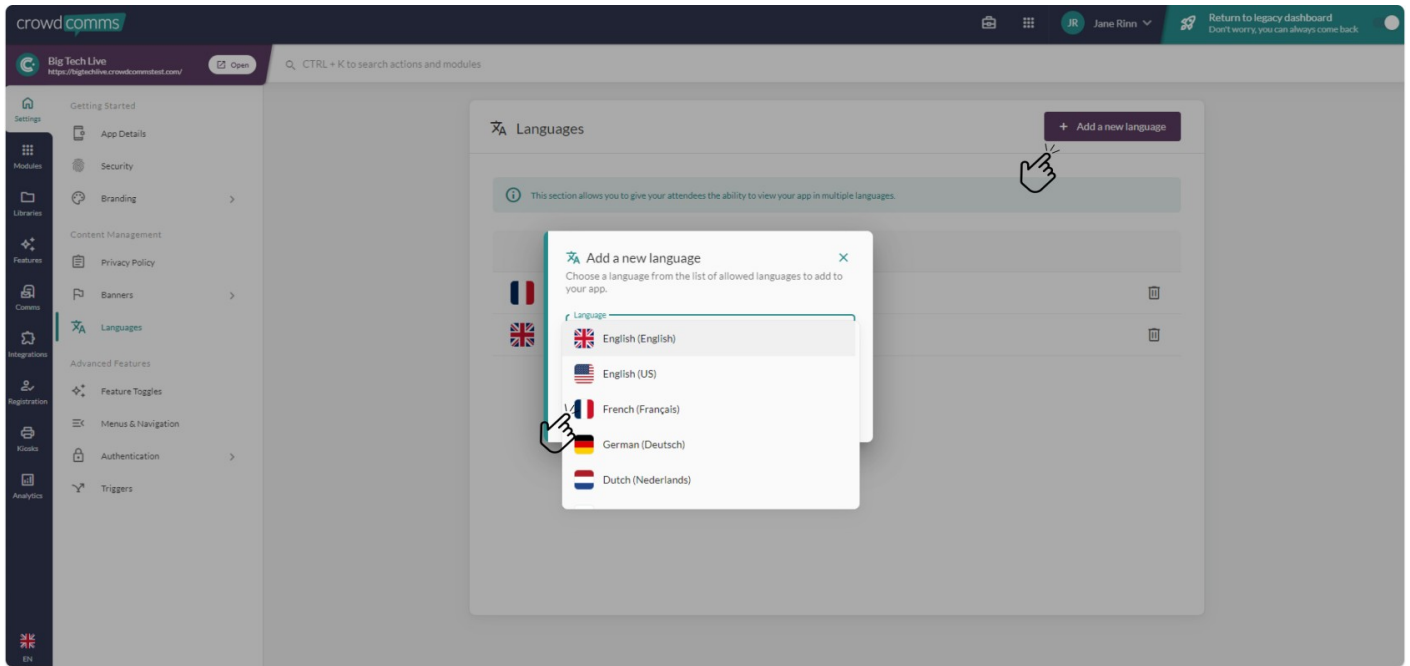 crowdcomms
JR Jane Rinn
Return to legacy dashboard
Don't worry, you can always come back
Big Tech Live
https://bigtechlive.crowdcommstest.com/
Open
CTRL + K to search actions and modules
Settings
Modules
Libraries
Features
Comms
Integrations
Registration
Kiosks
Analytics
EN
Getting Started
App Details
Security
Branding
Content Management
Privacy Policy
Banners
Languages
Advanced Features
Feature Toggles
Menus & Navigation
Authentication
Triggers
Languages
+ Add a new language
This section allows you to give your attendees the ability to view your app in multiple languages.
Add a new language
Choose a language from the list of allowed languages to add to
your app.
Language
English (English)
English (US)
French (Français)
German (Deutsch)
Dutch (Nederlands)